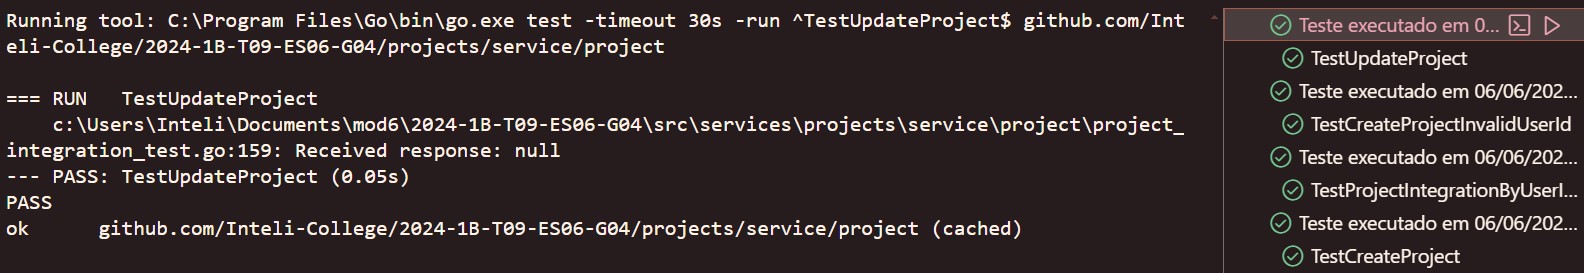 Running tool: C:\Program Files\Go\bin\go.exe test -timeout 30s -run ^TestUpdateProject$ github.com/Int
eli-College/2024-1B-T09-ES06-G04/projects/service/project
=== RUN   TestUpdateProject
    c:\Users\Inteli\Documents\mod6\2024-1B-T09-ES06-G04\src\services\projects\service\project\project_
integration_test.go:159: Received response: null
--- PASS: TestUpdateProject (0.05s)
PASS
ok      github.com/Inteli-College/2024-1B-T09-ES06-G04/projects/service/project (cached)
Teste executado em 0...
TestUpdateProject
Teste executado em 06/06/202...
TestCreateProjectInvalidUserId
Teste executado em 06/06/202...
TestProjectIntegrationByUserI...
Teste executado em 06/06/202...
TestCreateProject